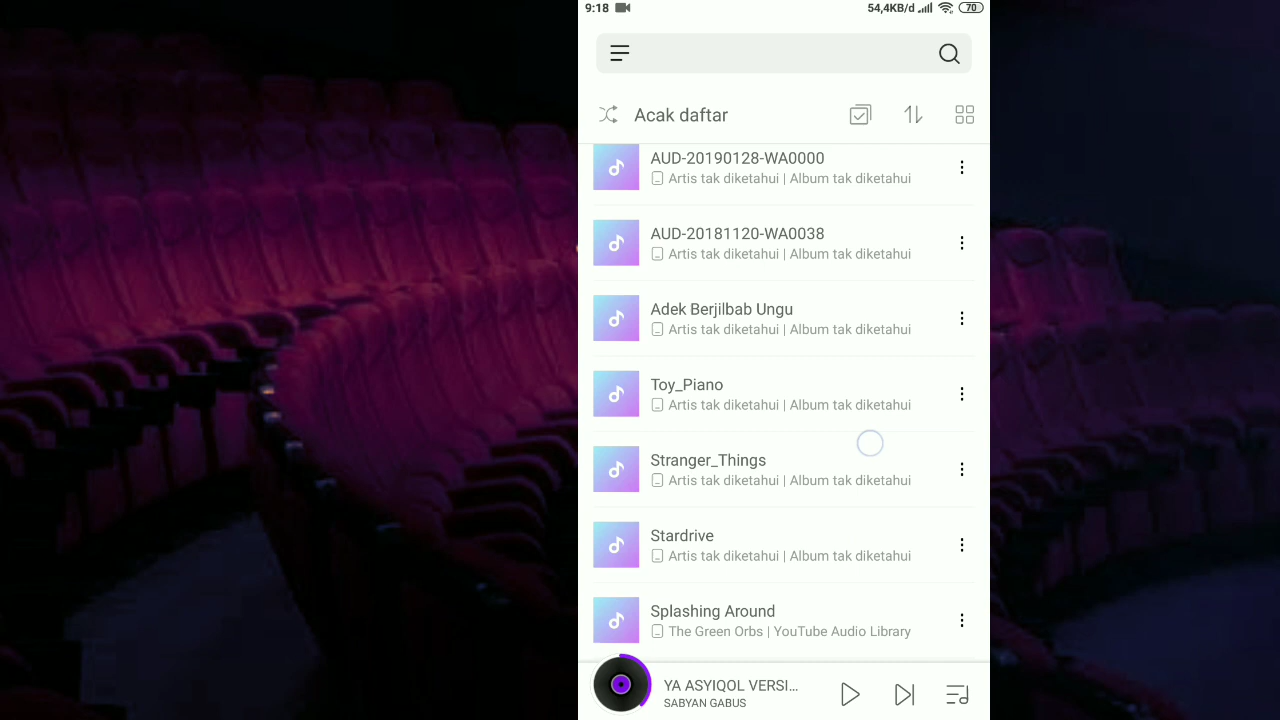 9:18
54,4KB/d
70
Acak daftar
AUD-20190128-WA0000
Artis tak diketahui | Album tak diketahui
AUD-20181120-WA0038
Artis tak diketahui | Album tak diketahui
Adek Berjilbab Ungu
Artis tak diketahui | Album tak diketahui
Toy_Piano
Artis tak diketahui | Album tak diketahui
Stranger_Things
Artis tak diketahui | Album tak diketahui
Stardrive
Artis tak diketahui | Album tak diketahui
Splashing Around
The Green Orbs | YouTube Audio Library
YA ASYIQOL VERSI...
SABYAN GABUS